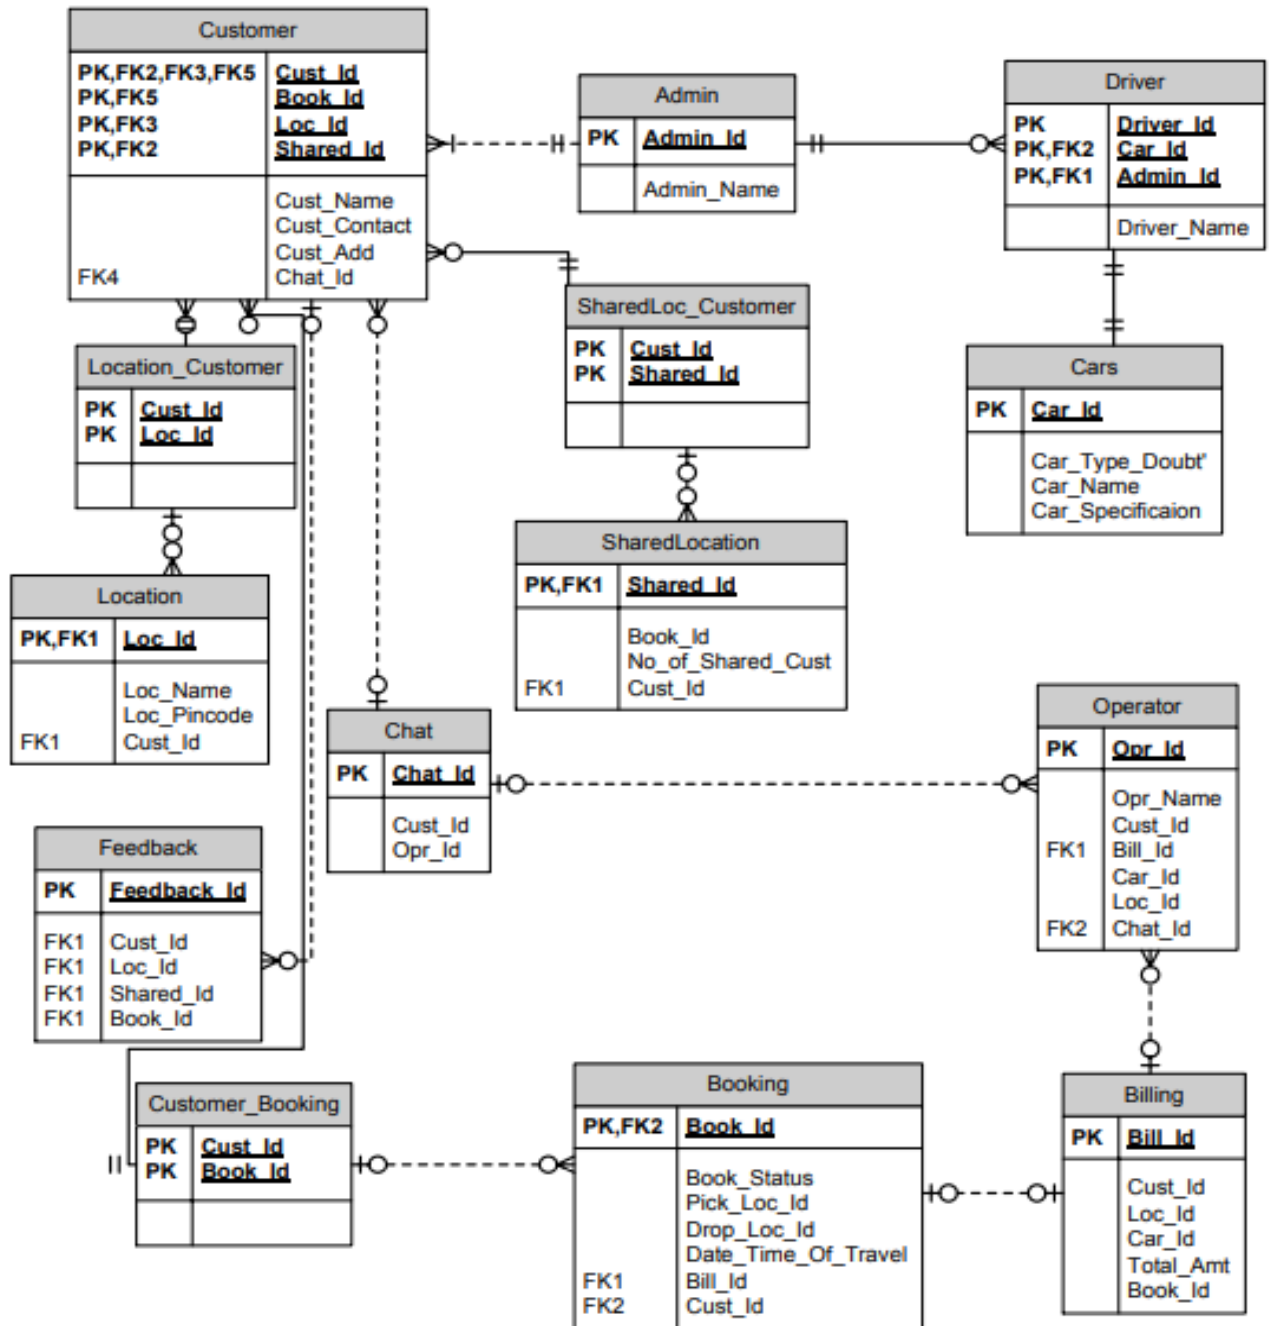 Customer
PK,FK2,FK3,FK5 Cust_Id
PK,FK5 Book_Id
PK,FK3 Loc_Id
PK,FK2 Shared_Id
Cust_Name
Cust_Contact
Cust_Add
FK4 Chat_Id
Admin
PK Admin_Id
Admin_Name
Driver
PK Driver_Id
PK,FK2 Car_Id
PK,FK1 Admin_Id
Driver_Name
SharedLoc_Customer
PK Cust_Id
PK Shared_Id
Location_Customer
PK Cust_Id
PK Loc_Id
Cars
PK Car_Id
Car_Type_Doubt'
Car_Name
Car_Specificaion
SharedLocation
PK,FK1 Shared_Id
Book_Id
No_of_Shared_Cust
FK1 Cust_Id
Location
PK,FK1 Loc_Id
Loc_Name
Loc_Pincode
FK1 Cust_Id
Chat
PK Chat_Id
Cust_Id
Opr_Id
Operator
PK Opr_Id
Opr_Name
Cust_Id
FK1 Bill_Id
Car_Id
Loc_Id
FK2 Chat_Id
Feedback
PK Feedback_Id
FK1 Cust_Id
FK1 Loc_Id
FK1 Shared_Id
FK1 Book_Id
Customer_Booking
PK Cust_Id
PK Book_Id
Booking
PK,FK2 Book_Id
Book_Status
Pick_Loc_Id
Drop_Loc_Id
Date_Time_Of_Travel
FK1 Bill_Id
FK2 Cust_Id
Billing
PK Bill_Id
Cust_Id
Loc_Id
Car_Id
Total_Amt
Book_Id